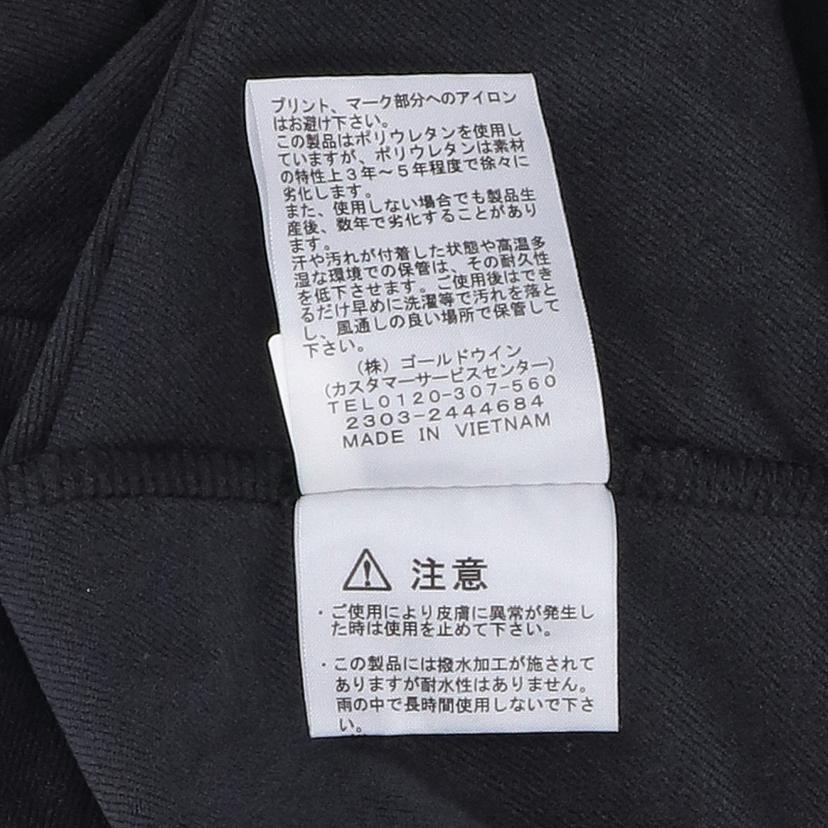 プリント、マーク部分へのアイロン
はお避け下さい。
この製品はポリウレタンを使用し
ていますが、ポリウレタンは素材
の特性上3年～5年程度で徐々に
劣化します。
また、使用しない場合でも製品生
産後、数年で劣化することがあり
ます。
汗や汚れが付着した状態や高温多
湿な環境での保管は、その耐久性
を低下させます。ご使用後はでき
るだけ早めに洗濯等で汚れを落と
し、風通しの良い場所で保管して
下さい。
(株)ゴールドウイン
(カスタマーサービスセンター)
TEL0120-307-560
2303-2444684
MADE IN VIETNAM
注意
・ご使用により皮膚に異常が発生し
た時は使用を止めて下さい。
・この製品には撥水加工が施されて
ありますが耐水性はありません。
雨の中で長時間使用しないで下さ
い。